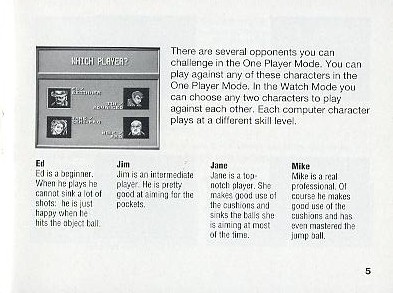 WHICH PLAYER?
There are several opponents you can
challenge in the One Player Mode. You can
play against any of these characters in the
One Player Mode. In the Watch Mode you
can choose any two characters to play
against each other. Each computer character
plays at a different skill level.
Ed
Ed is a beginner.
When he plays he
cannot sink a lot of
shots: he is just
happy when he
hits the object ball.
Jim
Jim is an intermediate
player. He is pretty
good at aiming for the
pockets.
Jane
Jane is a top-
notch player. She
makes good use of
the cushions and
sinks the balls she
is aiming at most
of the time.
Mike
Mike is a real
professional. Of
course he makes
good use of the
cushions and has
even mastered the
jump ball.
5